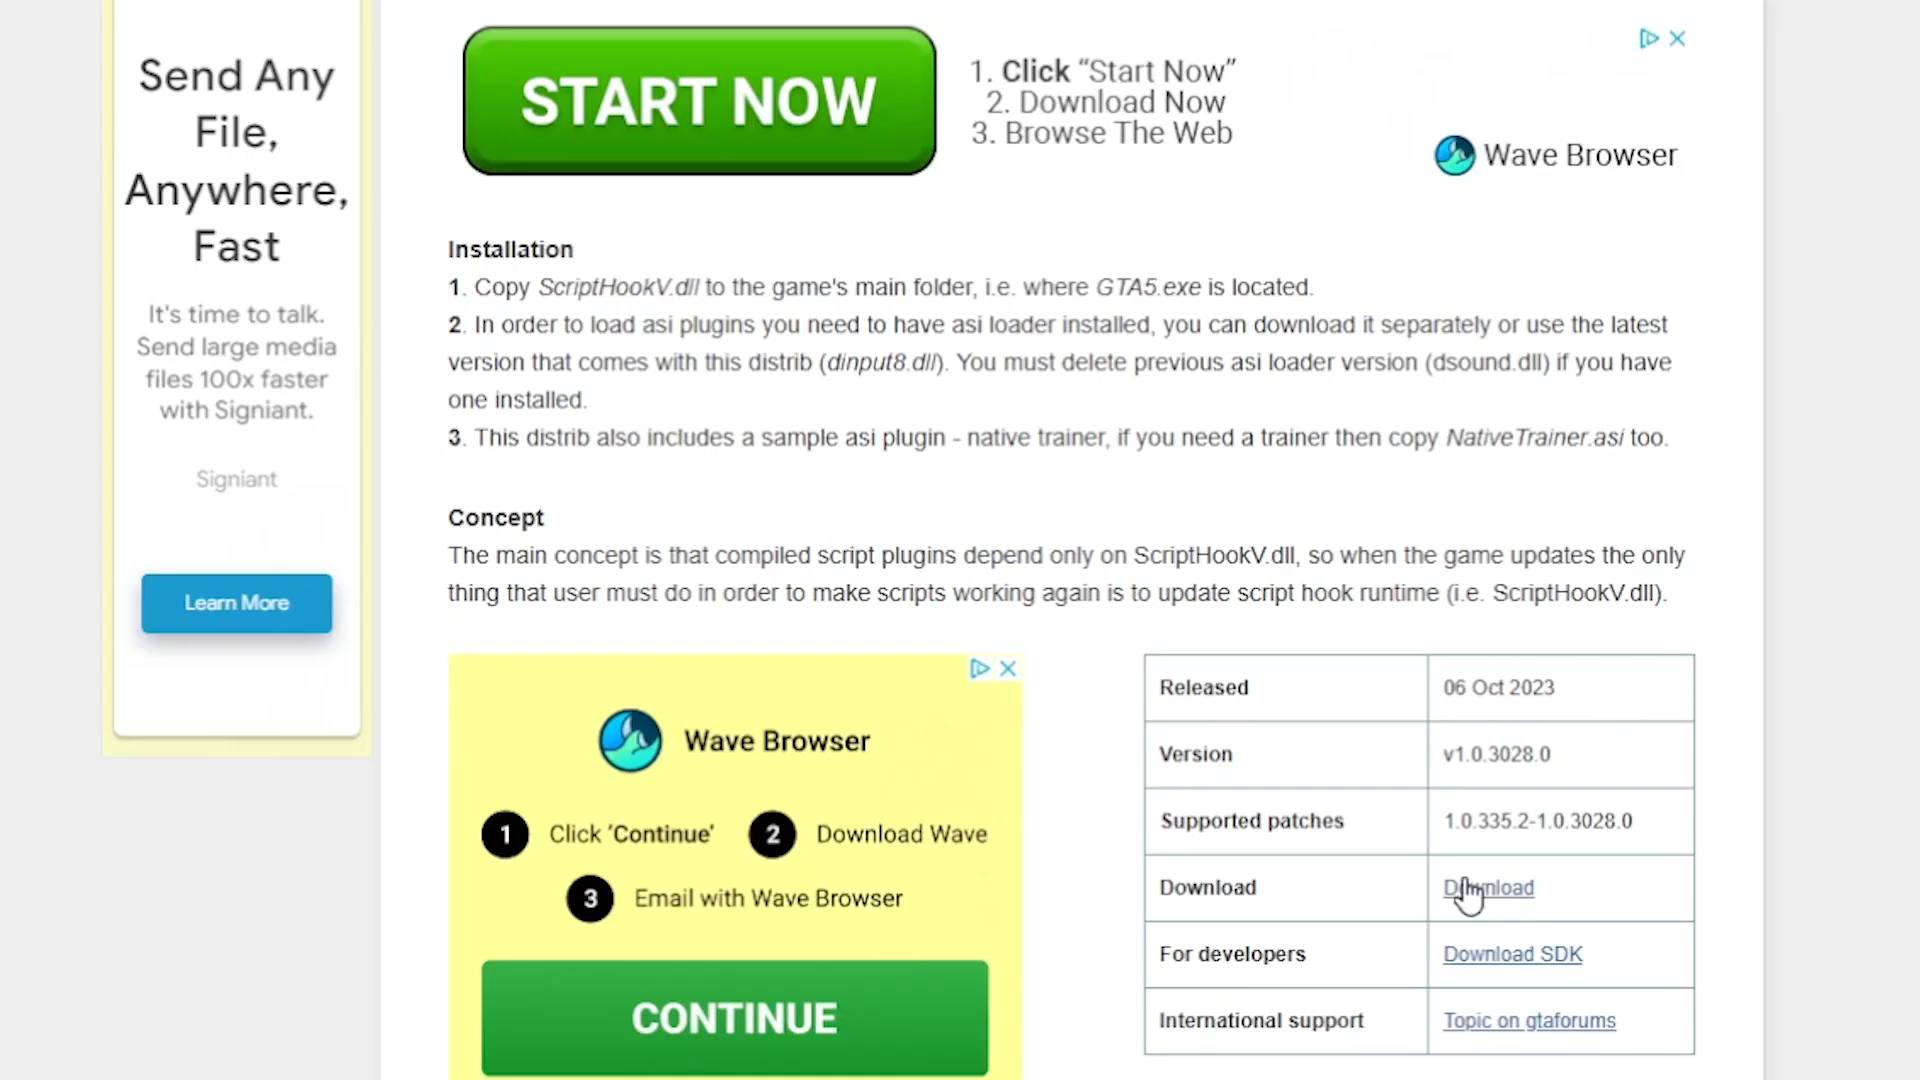 Send Any
File,
Anywhere,
Fast
It's time to talk.
Send large media
files 100x faster
with Signiant.
Signiant
Learn More
START NOW
1. Click “Start Now”
2. Download Now
3. Browse The Web
Wave Browser
Installation
1. Copy ScriptHookV.dll to the game's main folder, i.e. where GTA5.exe is located.
2. In order to load asi plugins you need to have asi loader installed, you can download it separately or use the latest
version that comes with this distrib (dinput8.dll). You must delete previous asi loader version (dsound.dll) if you have
one installed.
3. This distrib also includes a sample asi plugin - native trainer, if you need a trainer then copy NativeTrainer.asi too.
Concept
The main concept is that compiled script plugins depend only on ScriptHookV.dll, so when the game updates the only
thing that user must do in order to make scripts working again is to update script hook runtime (i.e. ScriptHookV.dll).
Wave Browser
1 Click 'Continue' 2 Download Wave
3 Email with Wave Browser
CONTINUE
Released 06 Oct 2023
Version v1.0.3028.0
Supported patches 1.0.335.2-1.0.3028.0
Download Download
For developers Download SDK
International support Topic on gtaforums